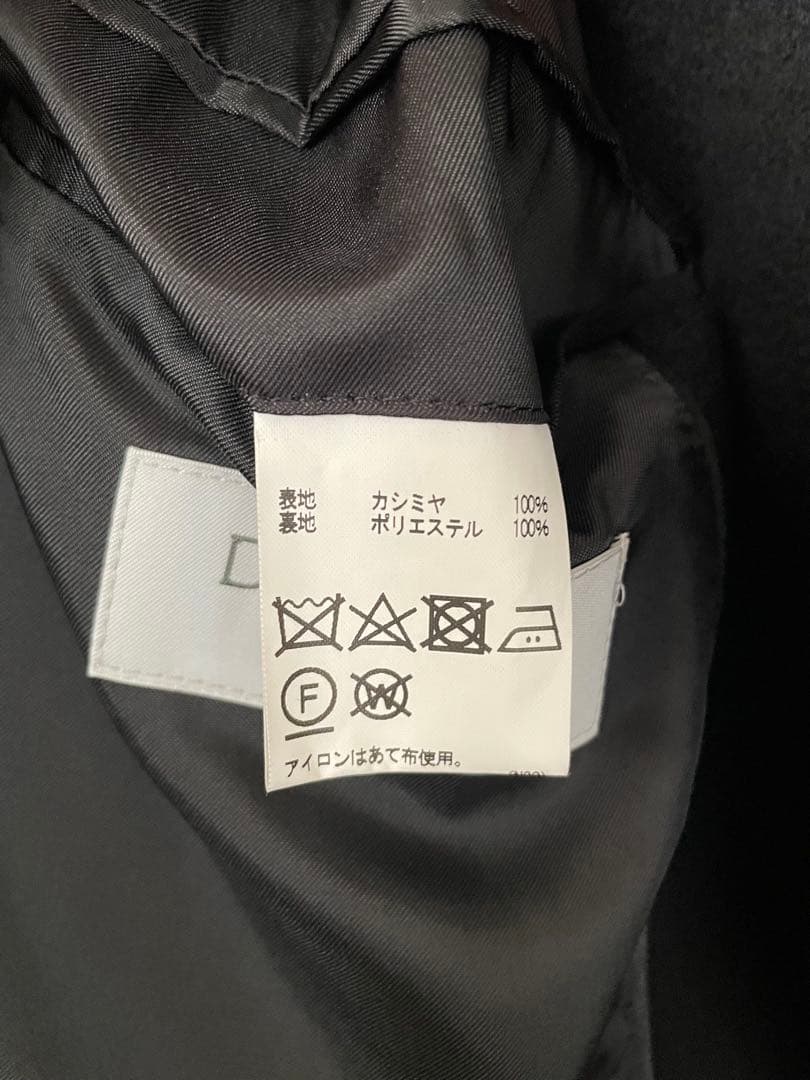 表地 カシミヤ 100%
裏地 ポリエステル 100%
F
W
アイロンはあて布使用。
D